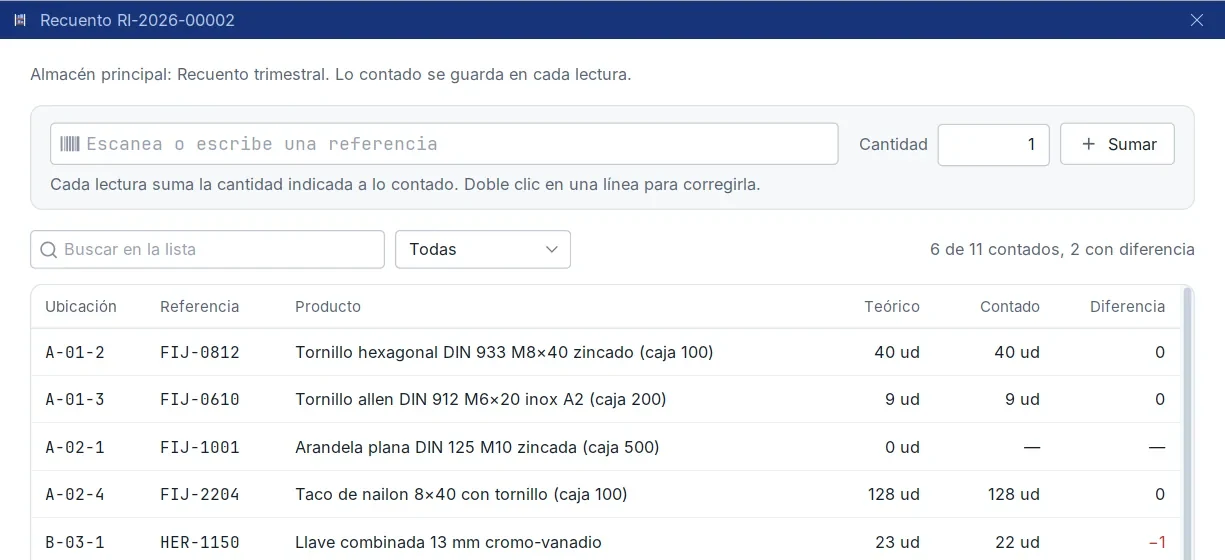 Recuento RI-2026-00002
Almacén principal: Recuento trimestral. Lo contado se guarda en cada lectura.
Escanea o escribe una referencia Cantidad 1 + Sumar
Cada lectura suma la cantidad indicada a lo contado. Doble clic en una línea para corregirla.
Buscar en la lista Todas 6 de 11 contados, 2 con diferencia
Ubicación Referencia Producto Teórico Contado Diferencia
A-01-2 FIJ-0812 Tornillo hexagonal DIN 933 M8×40 zincado (caja 100) 40 ud 40 ud 0
A-01-3 FIJ-0610 Tornillo allen DIN 912 M6×20 inox A2 (caja 200) 9 ud 9 ud 0
A-02-1 FIJ-1001 Arandela plana DIN 125 M10 zincada (caja 500) 0 ud — —
A-02-4 FIJ-2204 Taco de nailon 8×40 con tornillo (caja 100) 128 ud 128 ud 0
B-03-1 HER-1150 Llave combinada 13 mm cromo-vanadio 23 ud 22 ud −1